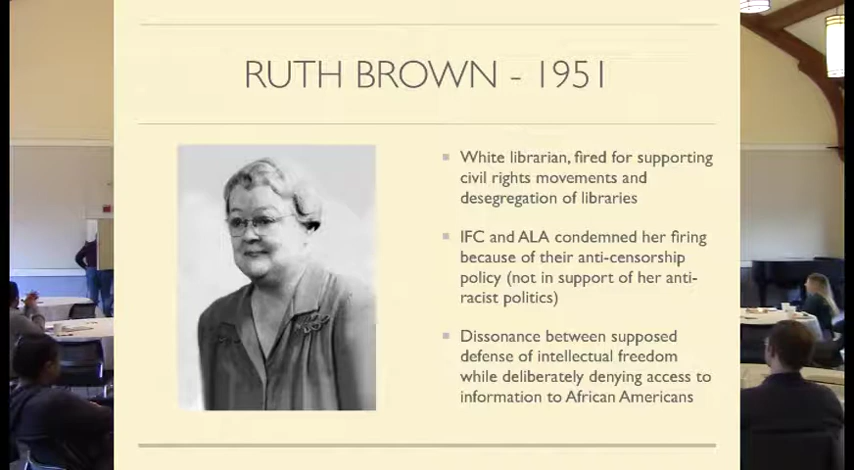 RUTH BROWN - 1951
White librarian, fired for supporting
civil rights movements and
desegregation of libraries
IFC and ALA condemned her firing
because of their anti-censorship
policy (not in support of her anti-
racist politics)
Dissonance between supposed
defense of intellectual freedom
while deliberately denying access to
information to African Americans